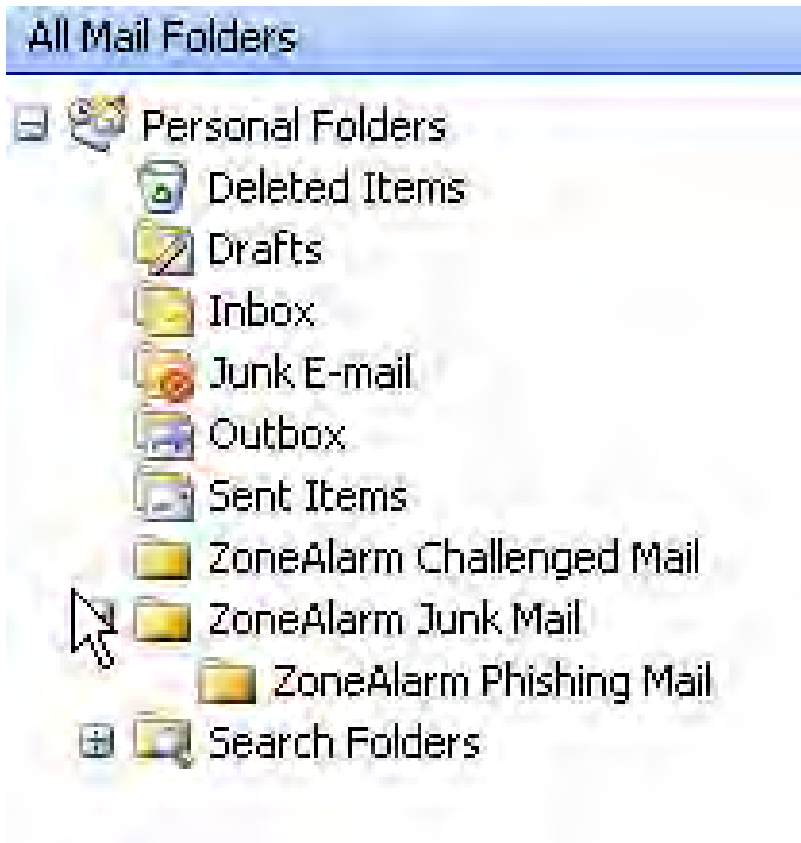 All Mail Folders
Personal Folders
Deleted Items
Drafts
Inbox
Junk E-mail
Outbox
Sent Items
ZoneAlarm Challenged Mail
ZoneAlarm Junk Mail
ZoneAlarm Phishing Mail
Search Folders